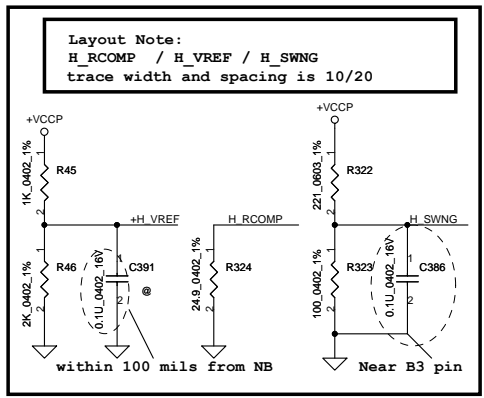 Layout Note:
H_RCOMP / H_VREF / H_SWNG
trace width and spacing is 10/20
+VCCP
1K_0402_1%
1
R45
2
+H_VREF
2K_0402_1%
1
R46
2
0.1U_0402_16V
1
C391
2
@
H_RCOMP
24.9_0402_1%
1
R324
2
+VCCP
221_0603_1%
1
R322
2
H_SWNG
100_0402_1%
1
R323
2
0.1U_0402_16V
1
C386
2
within 100 mils from NB
Near B3 pin